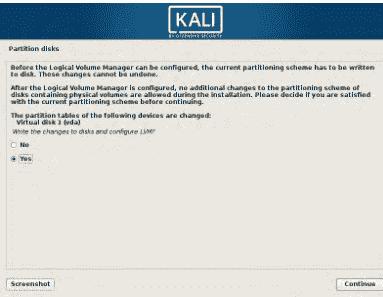 KALI
BY OFFENSIVE SECURITY
Partition disks
Before the Logical Volume Manager can be configured, the current partitioning scheme has to be written
to disk. These changes cannot be undone.
After the Logical Volume Manager is configured, no additional changes to the partitioning scheme of
disks containing physical volumes are allowed during the installation. Please decide if you are satisfied
with the current partitioning scheme before continuing.
The partition tables of the following devices are changed:
Virtual disk 1 (vda)
Write the changes to disks and configure LVM?
No
Yes
Screenshot
Continue